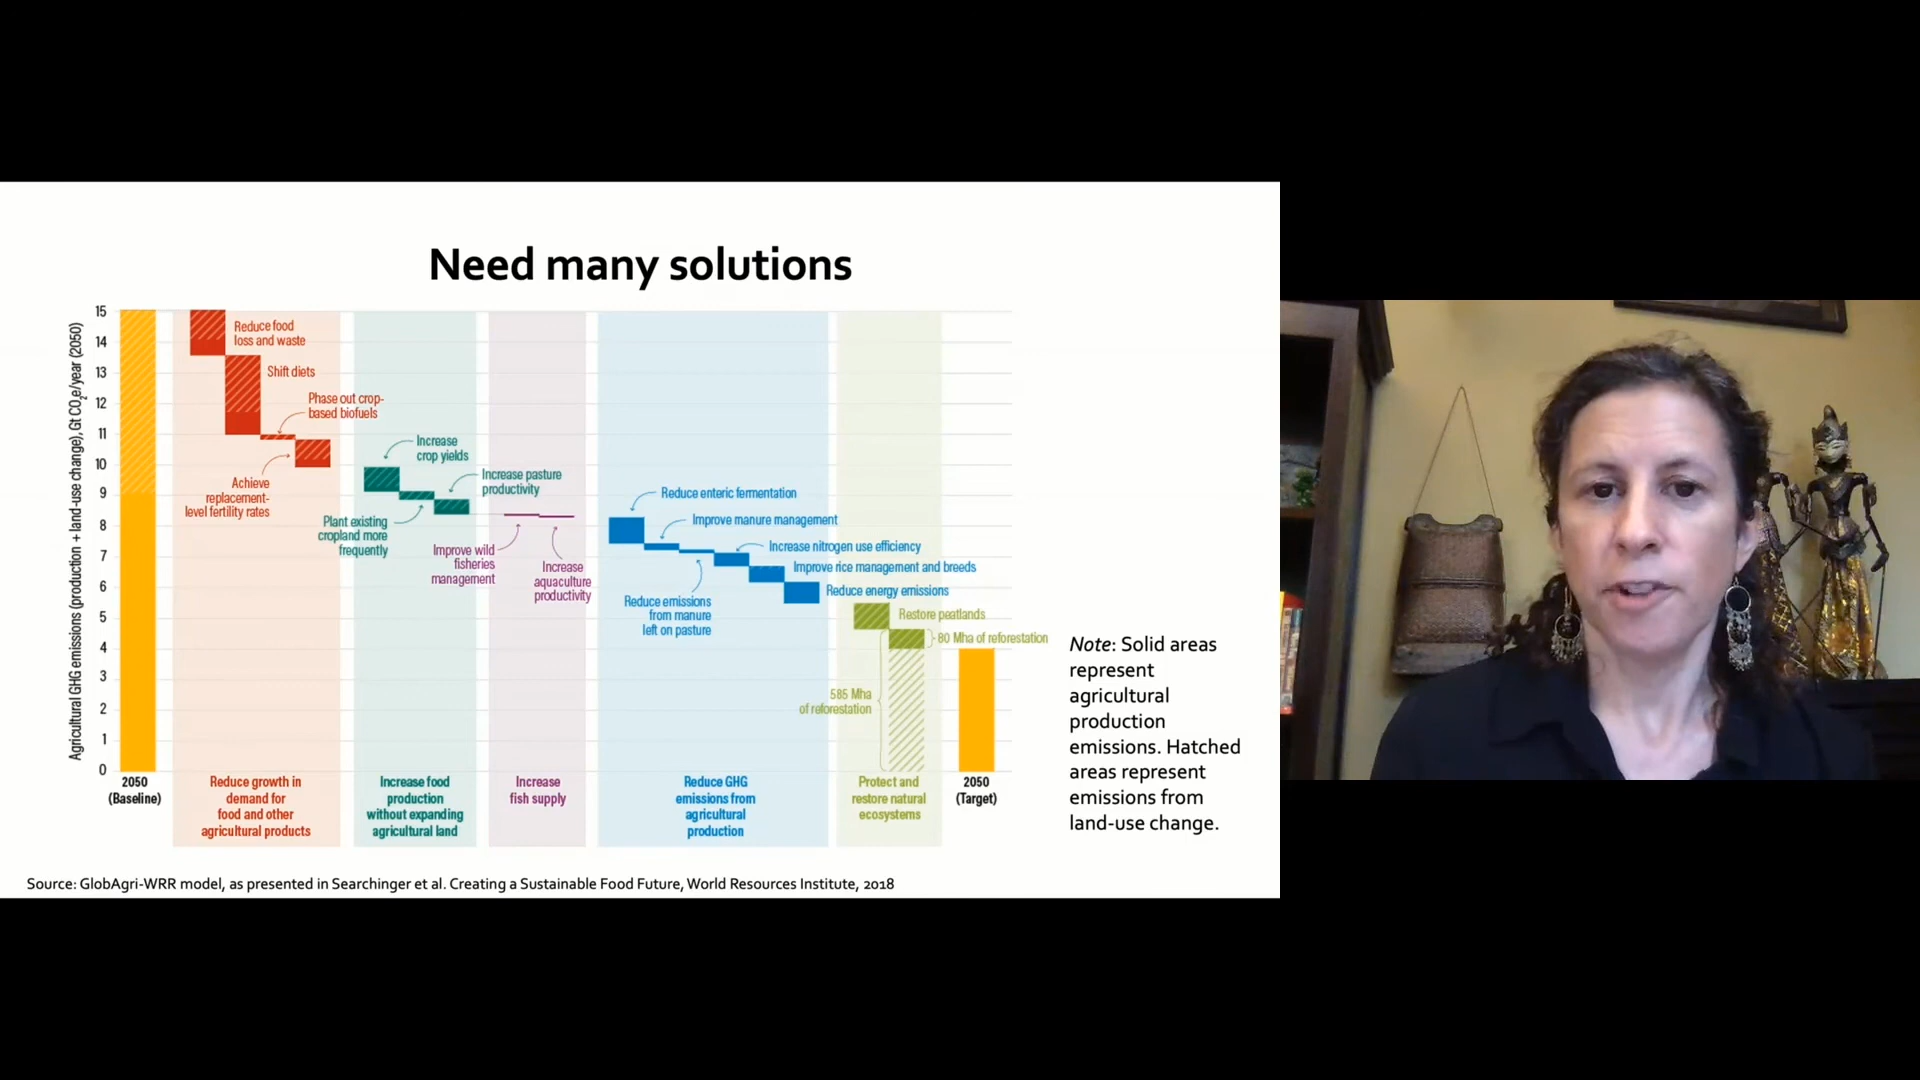 Need many solutions
Agricultural GHG emissions (production + land-use change), Gt CO2e/year (2050)
15
14
13
12
11
10
9
8
7
6
5
4
3
2
1
0
Reduce food
loss and waste
Shift diets
Phase out crop-
based biofuels
Achieve
replacement-
level fertility rates
Increase
crop yields
Increase pasture
productivity
Plant existing
cropland more
frequently
Improve wild
fisheries
management
Increase
aquaculture
productivity
Reduce enteric fermentation
Improve manure management
Increase nitrogen use efficiency
Improve rice management and breeds
Reduce energy emissions
Reduce emissions
from manure
left on pasture
Restore peatlands
80 Mha of reforestation
585 Mha
of reforestation
2050
(Baseline)
Reduce growth in
demand for
food and other
agricultural products
Increase food
production
without expanding
agricultural land
Increase
fish supply
Reduce GHG
emissions from
agricultural
production
Protect and
restore natural
ecosystems
2050
(Target)
Note: Solid areas
represent
agricultural
production
emissions. Hatched
areas represent
emissions from
land-use change.
Source: GlobAgri-WRR model, as presented in Searchinger et al. Creating a Sustainable Food Future, World Resources Institute, 2018